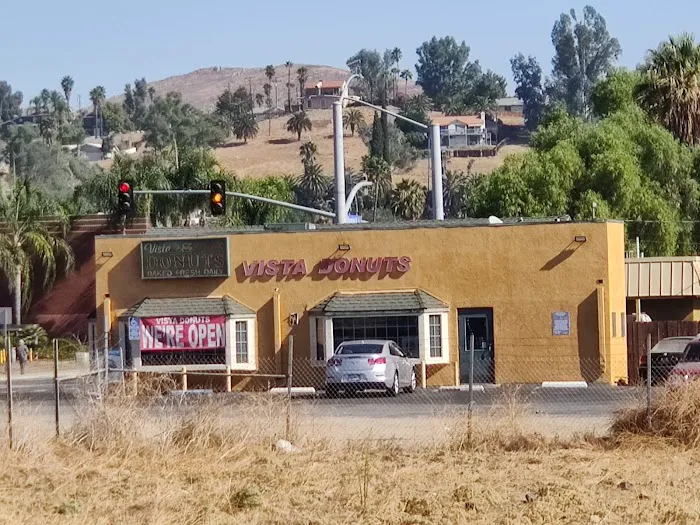 Vista
DONUTS
BAKED FRESH DAILY
VISTA DONUTS
VISTA DONUTS
WE'RE OPEN